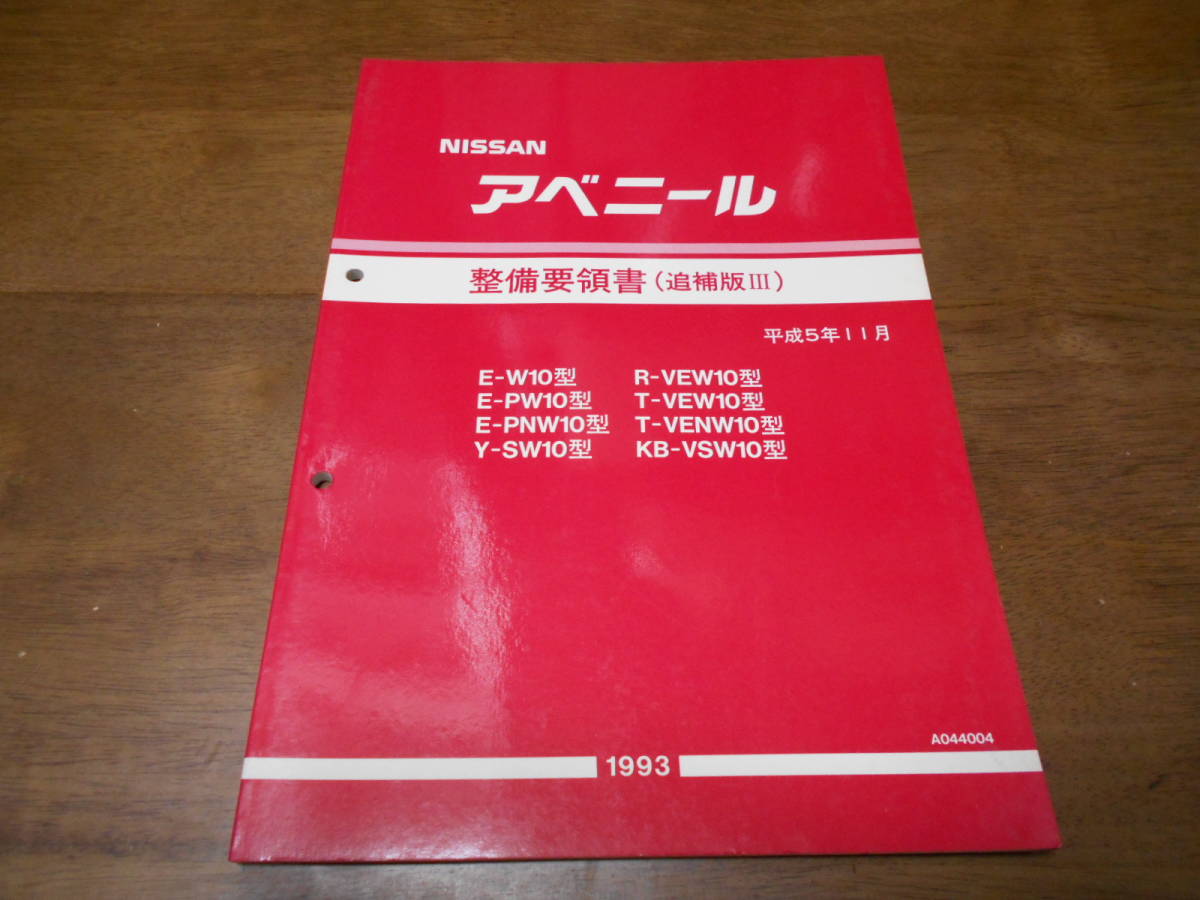 NISSAN
アベニール
整備要領書（追補版III）
平成5年11月
E-W10型 R-VEW10型
E-PW10型 T-VEW10型
E-PNW10型 T-VENW10型
Y-SW10型 KB-VSW10型
A044004
1993